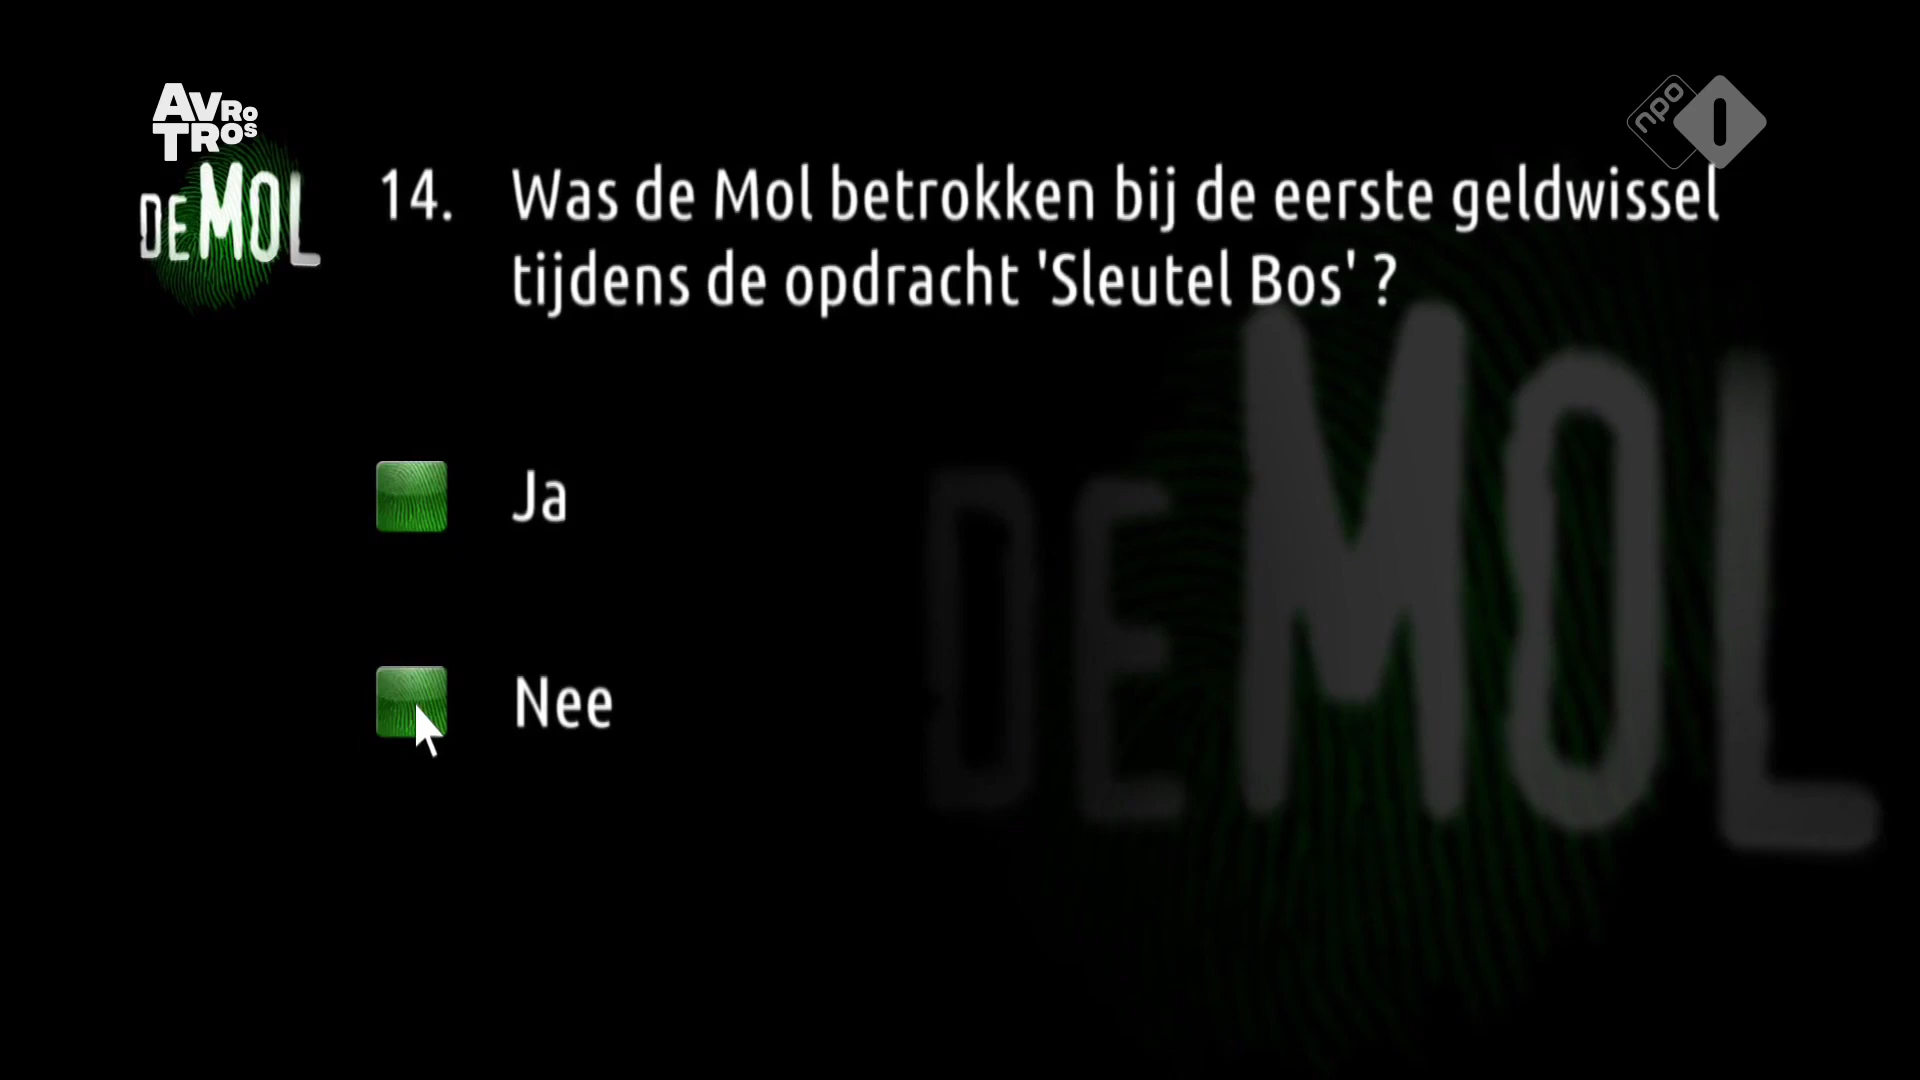 AVRO
TROS
npo 1
DE MOL
14. Was de Mol betrokken bij de eerste geldwissel
tijdens de opdracht 'Sleutel Bos' ?
Ja
Nee
DE MOL